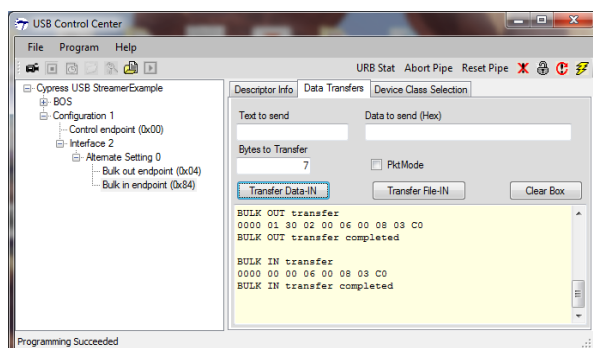 USB Control Center
File Program Help
URB Stat Abort Pipe Reset Pipe
Cypress USB StreamerExample
BOS
Configuration 1
Control endpoint (0x00)
Interface 2
Alternate Setting 0
Bulk out endpoint (0x04)
Bulk in endpoint (0x84)
Descriptor Info Data Transfers Device Class Selection
Text to send Data to send (Hex)
Bytes to Transfer
7 PktMode
Transfer Data-IN Transfer File-IN Clear Box
BULK OUT transfer
0000 01 30 02 00 06 00 08 03 C0
BULK OUT transfer completed
BULK IN transfer
0000 00 00 06 00 08 03 C0
BULK IN transfer completed
Programming Succeeded